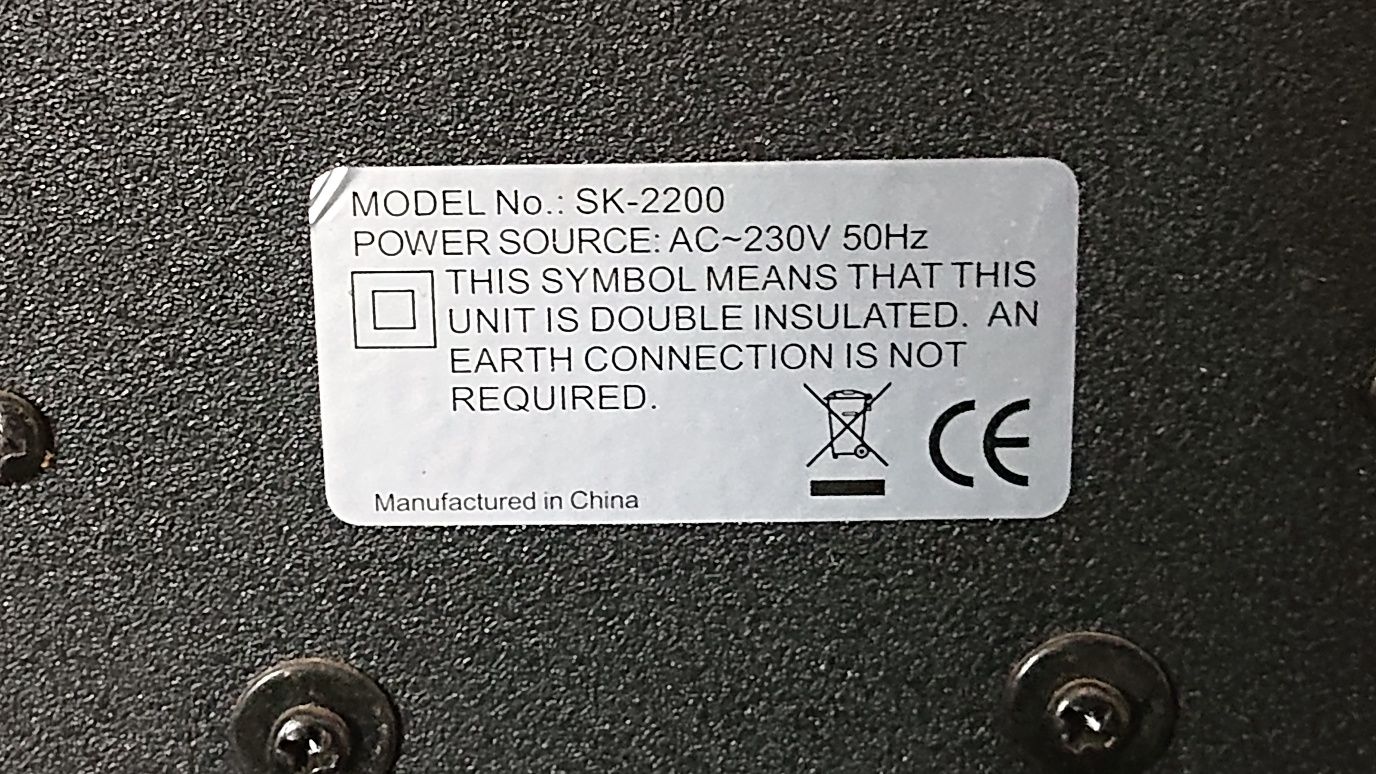 MODEL No.: SK-2200
POWER SOURCE: AC~230V 50Hz
THIS SYMBOL MEANS THAT THIS
UNIT IS DOUBLE INSULATED. AN
EARTH CONNECTION IS NOT
REQUIRED.
CE
Manufactured in China